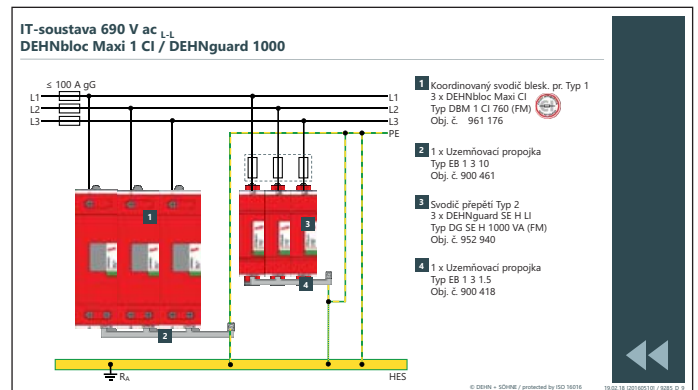 IT-soustava 690 V ac L-L
DEHNbloc Maxi 1 CI / DEHNguard 1000
≤ 100 A gG
L1
L2
L3
L1
L2
L3
PE
1
2
3
4
RA
HES
1 Koordinovaný svodič blesk. pr. Typ 1
3 x DEHNbloc Maxi CI
Typ DBM 1 CI 760 (FM)
Obj. č. 961 176
2 1 x Uzemňovací propojka
Typ EB 1 3 10
Obj. č. 900 461
3 Svodič přepětí Typ 2
3 x DEHNguard SE H LI
Typ DG SE H 1000 VA (FM)
Obj. č. 952 940
4 1 x Uzemňovací propojka
Typ EB 1 3 1.5
Obj. č. 900 418
© DEHN + SÖHNE / protected by ISO 16016